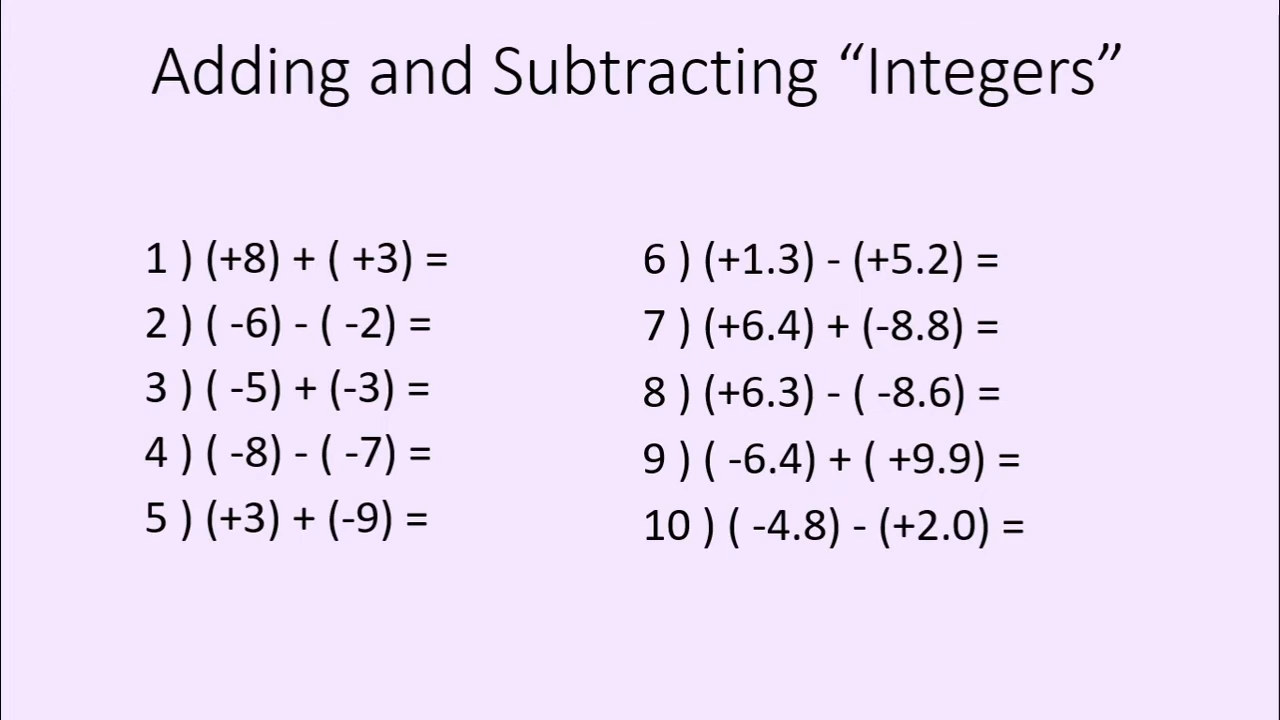 Adding and Subtracting “Integers”
1 ) (+8) + ( +3) =
2 ) ( -6) - ( -2) =
3 ) ( -5) + (-3) =
4 ) ( -8) - ( -7) =
5 ) (+3) + (-9) =
6 ) (+1.3) - (+5.2) =
7 ) (+6.4) + (-8.8) =
8 ) (+6.3) - ( -8.6) =
9 ) ( -6.4) + ( +9.9) =
10 ) ( -4.8) - (+2.0) =